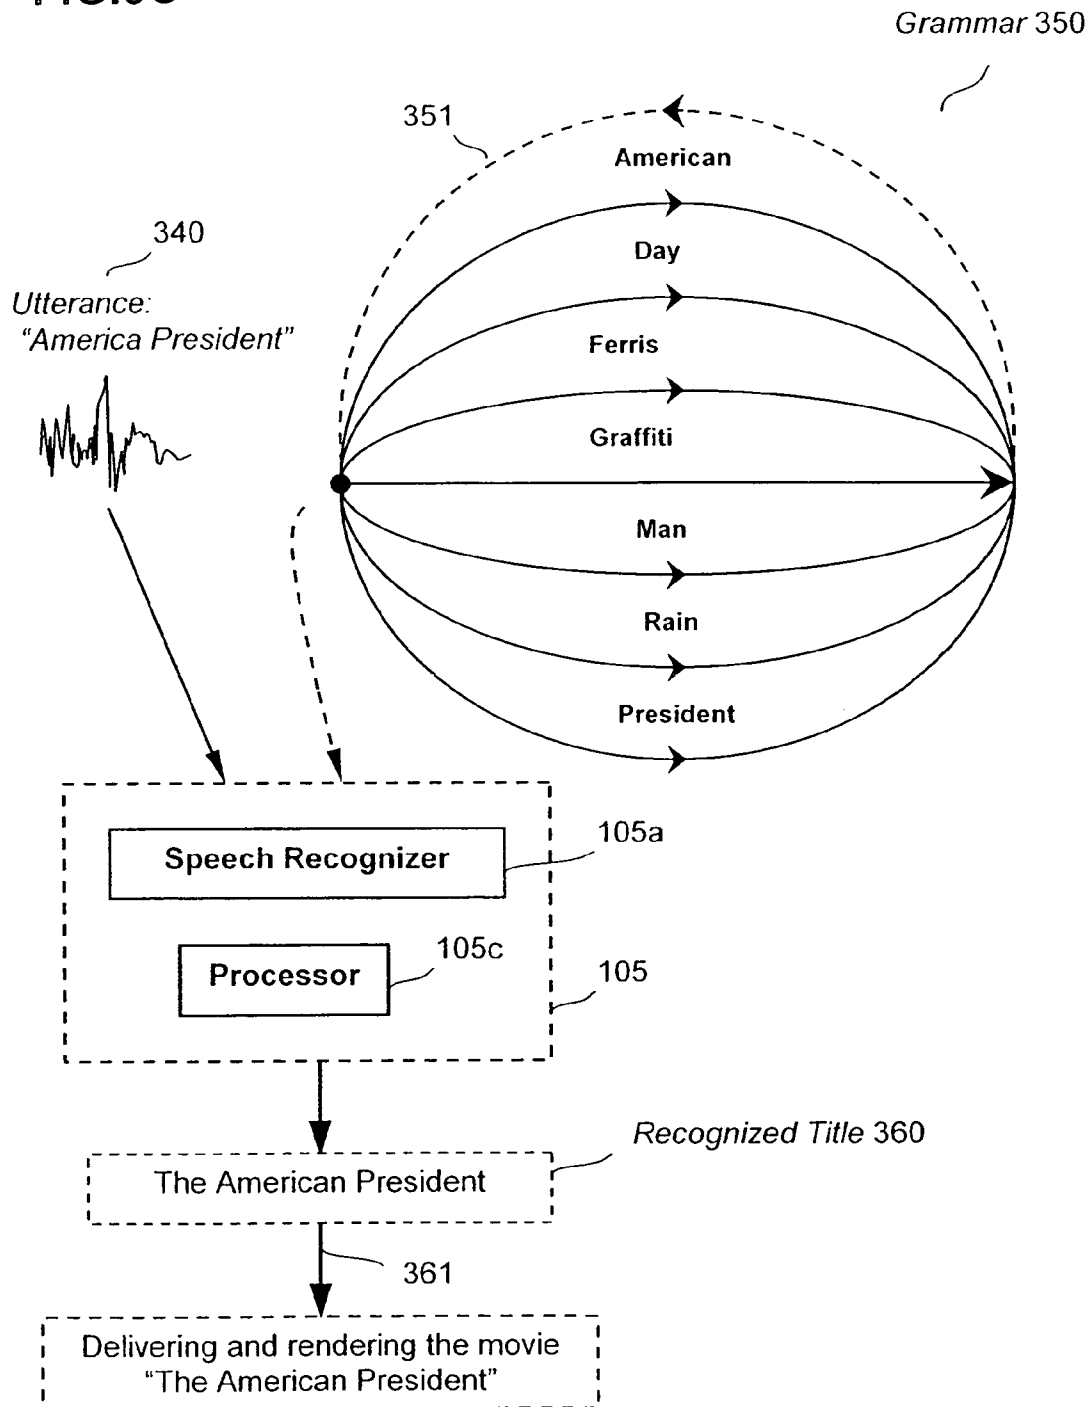 Grammar 350
351
American
340
Day
Utterance:
“America President”
Ferris
Graffiti
Man
Rain
President
105a
Speech Recognizer
105c
Processor
105
Recognized Title 360
The American President
361
Delivering and rendering the movie
“The American President”